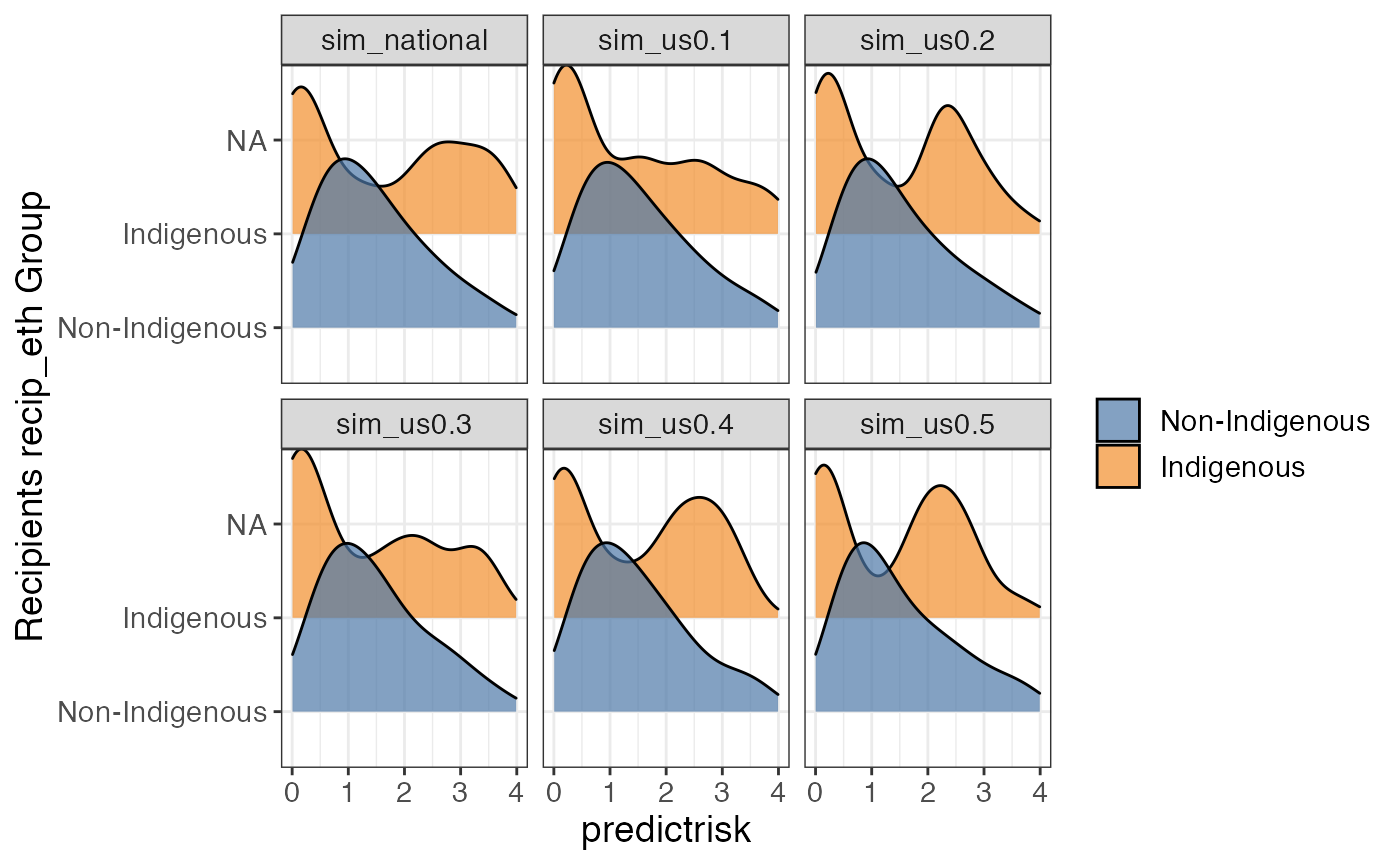 sim_national
sim_us0.1
sim_us0.2
NA
Indigenous
Non-Indigenous
sim_us0.3
sim_us0.4
sim_us0.5
NA
Indigenous
Non-Indigenous
0 1 2 3 4
0 1 2 3 4
0 1 2 3 4
predictrisk
Recipients recip_eth Group
Non-Indigenous
Indigenous